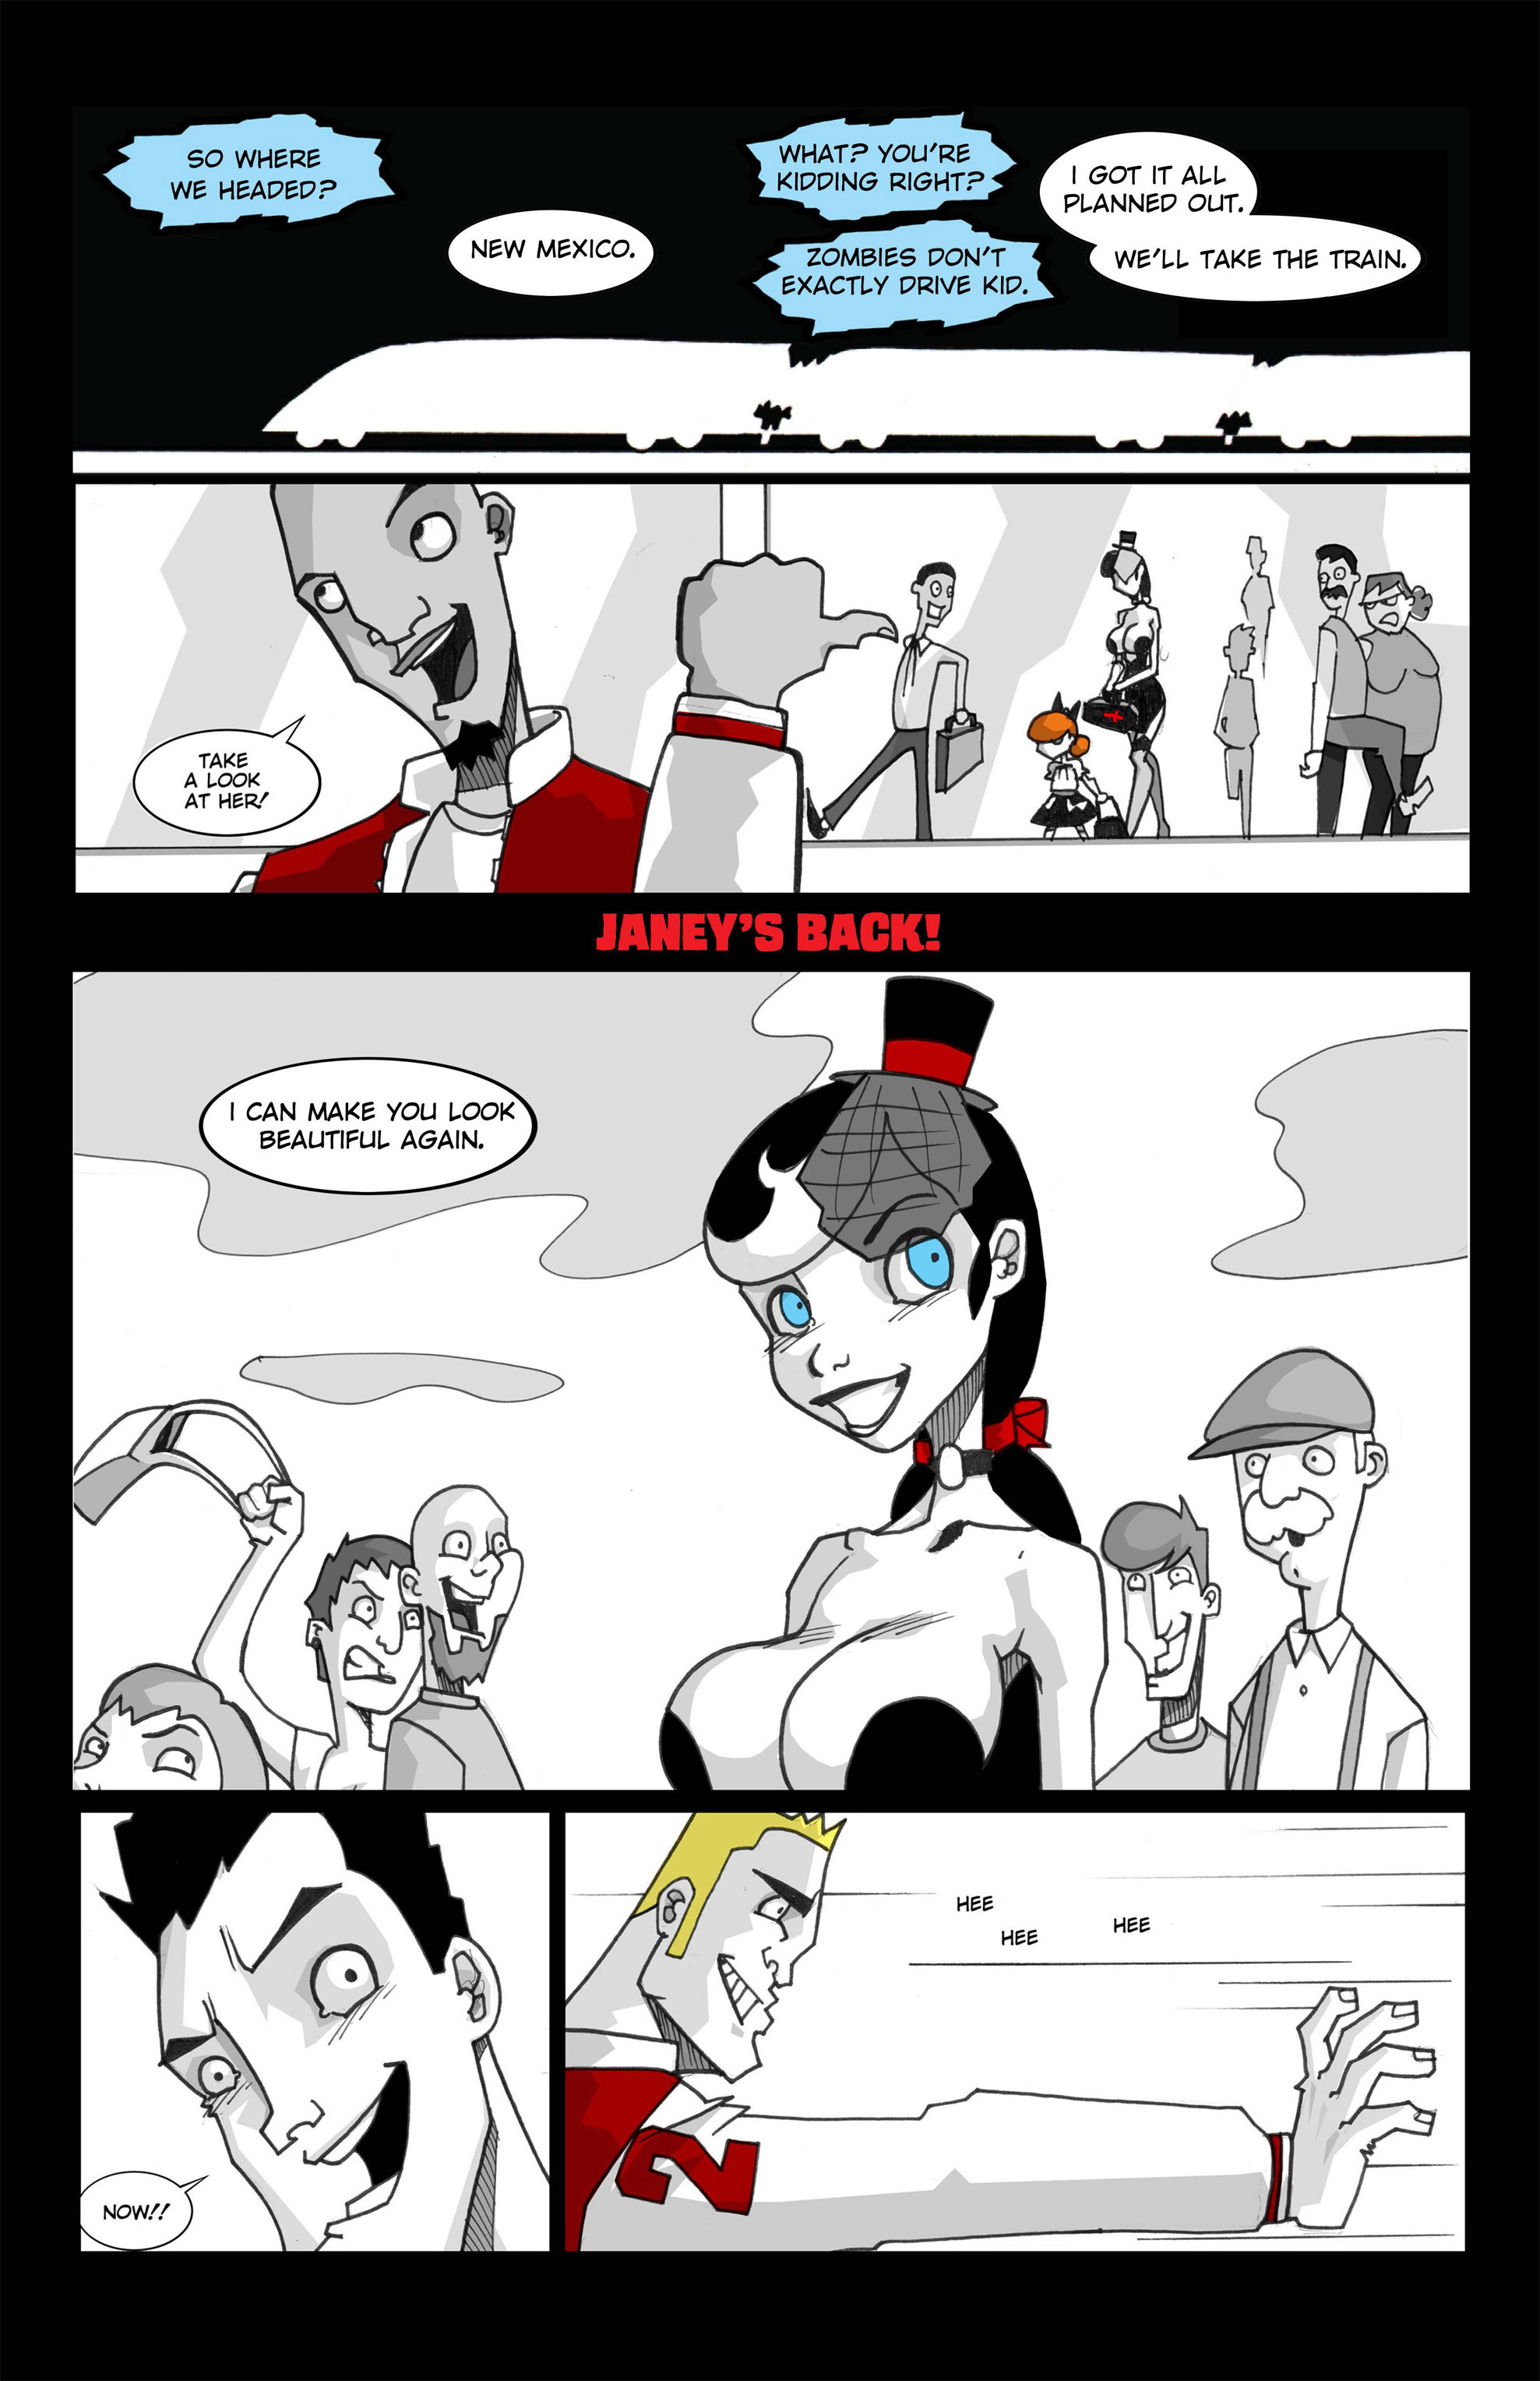 SO WHERE
WE HEADED?
NEW MEXICO.
WHAT? YOU'RE
KIDDING RIGHT?
ZOMBIES DON'T
EXACTLY DRIVE KID.
I GOT IT ALL
PLANNED OUT.
WE'LL TAKE THE TRAIN.
TAKE
A LOOK
AT HER!
JANEY'S BACK!
I CAN MAKE YOU LOOK
BEAUTIFUL AGAIN.
NOW!!
HEE
HEE
HEE
2